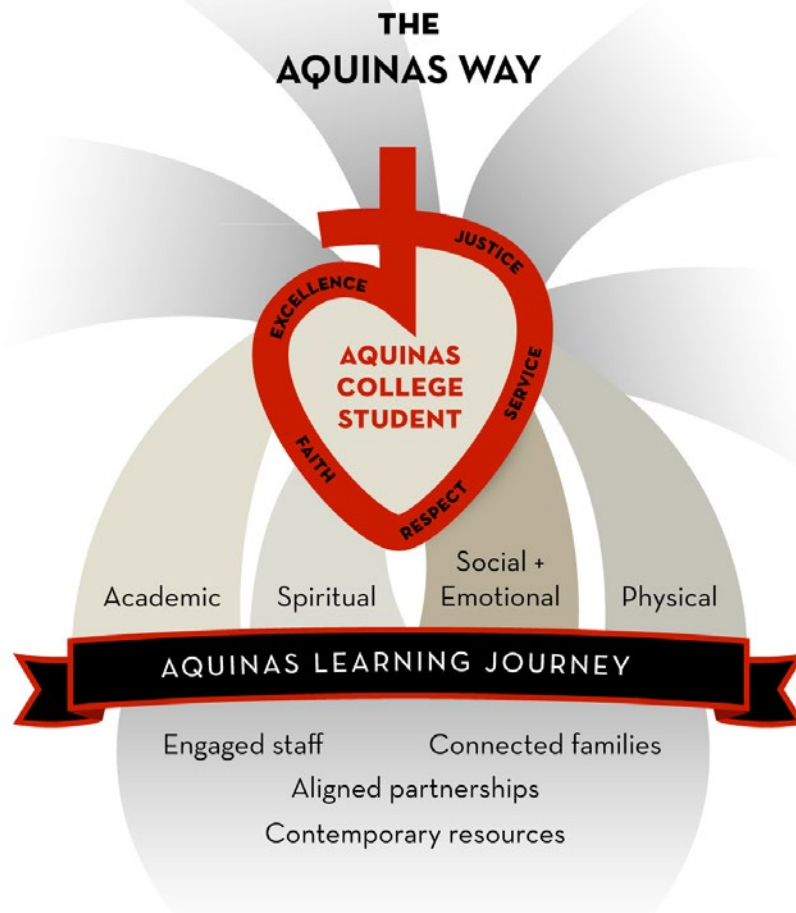 THE
AQUINAS WAY
JUSTICE
EXCELLENCE
AQUINAS
COLLEGE
STUDENT
SERVICE
FAITH
RESPECT
Academic
Spiritual
Social +
Emotional
Physical
AQUINAS LEARNING JOURNEY
Engaged staff
Connected families
Aligned partnerships
Contemporary resources